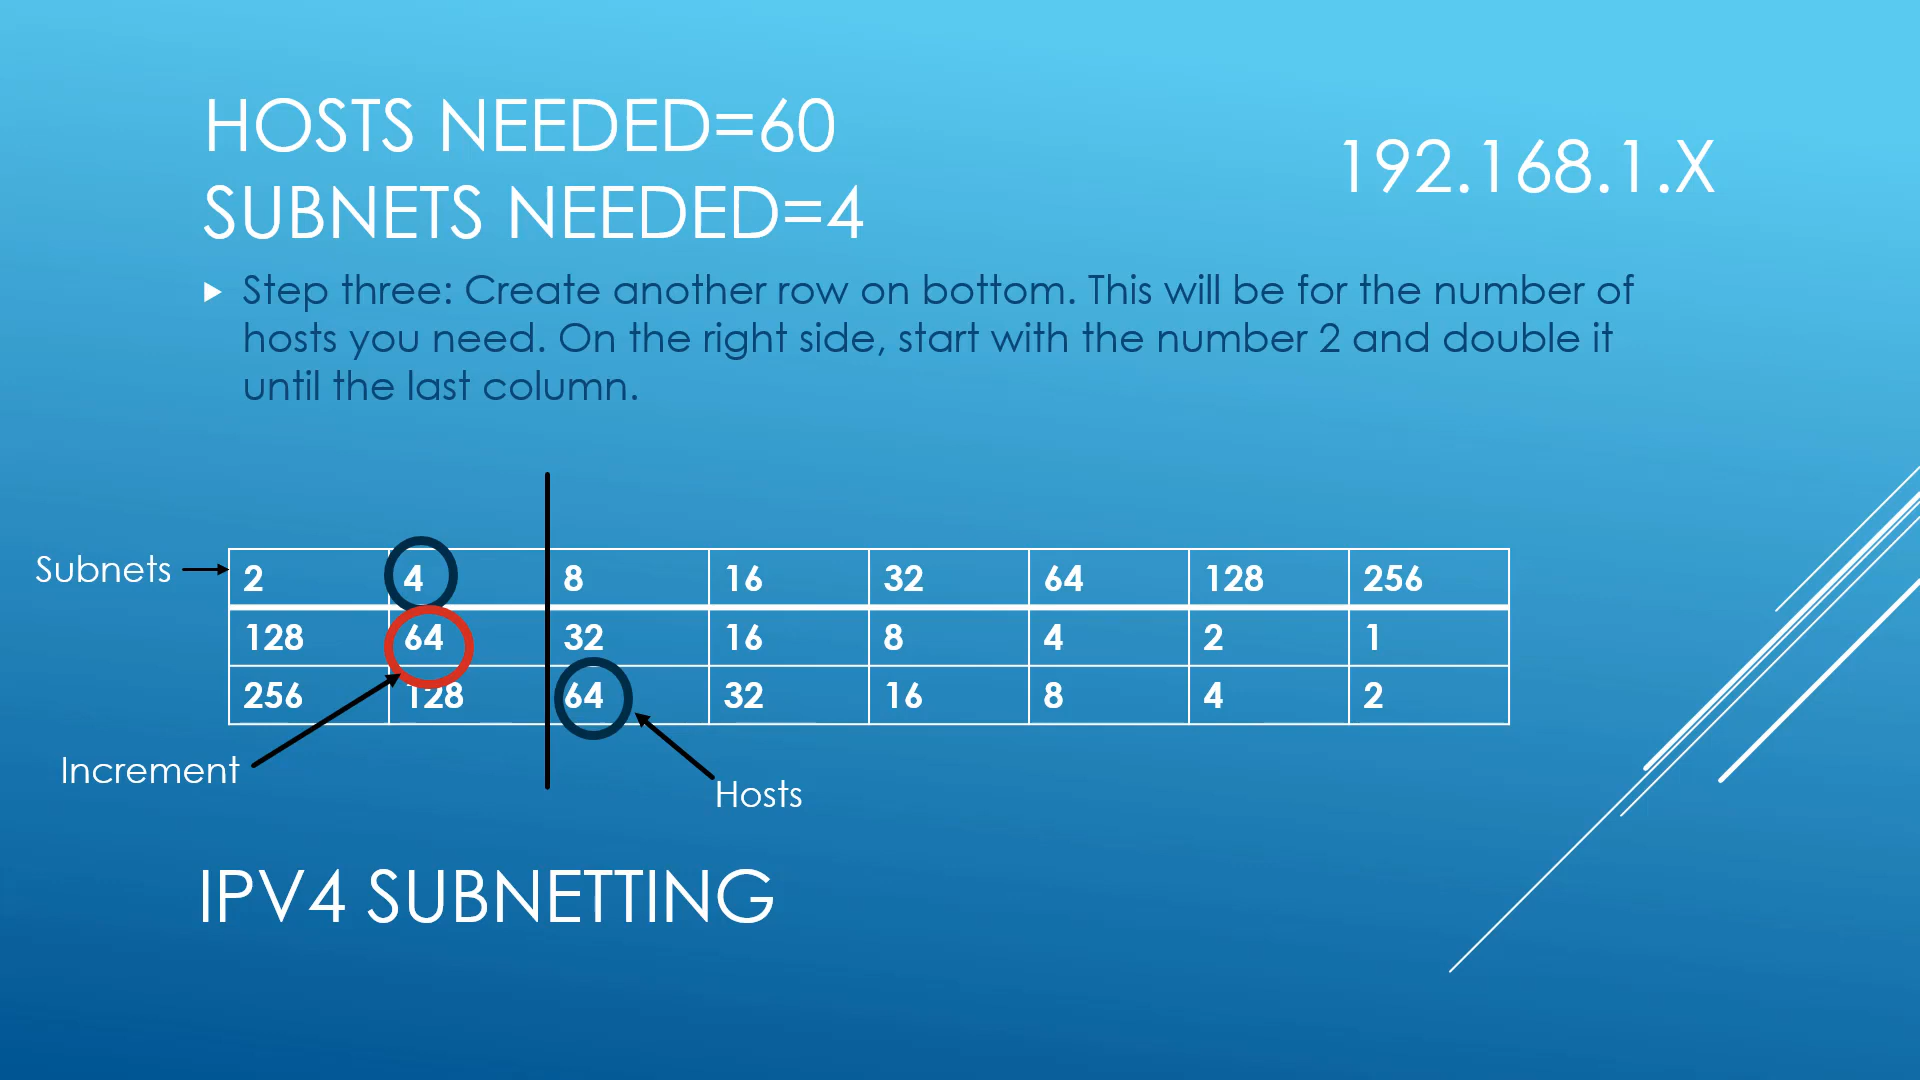 HOSTS NEEDED=60
SUBNETS NEEDED=4
192.168.1.X
Step three: Create another row on bottom. This will be for the number of
hosts you need. On the right side, start with the number 2 and double it
until the last column.
Subnets
2 4 8 16 32 64 128 256
128 64 32 16 8 4 2 1
256 128 64 32 16 8 4 2
Increment
Hosts
IPV4 SUBNETTING